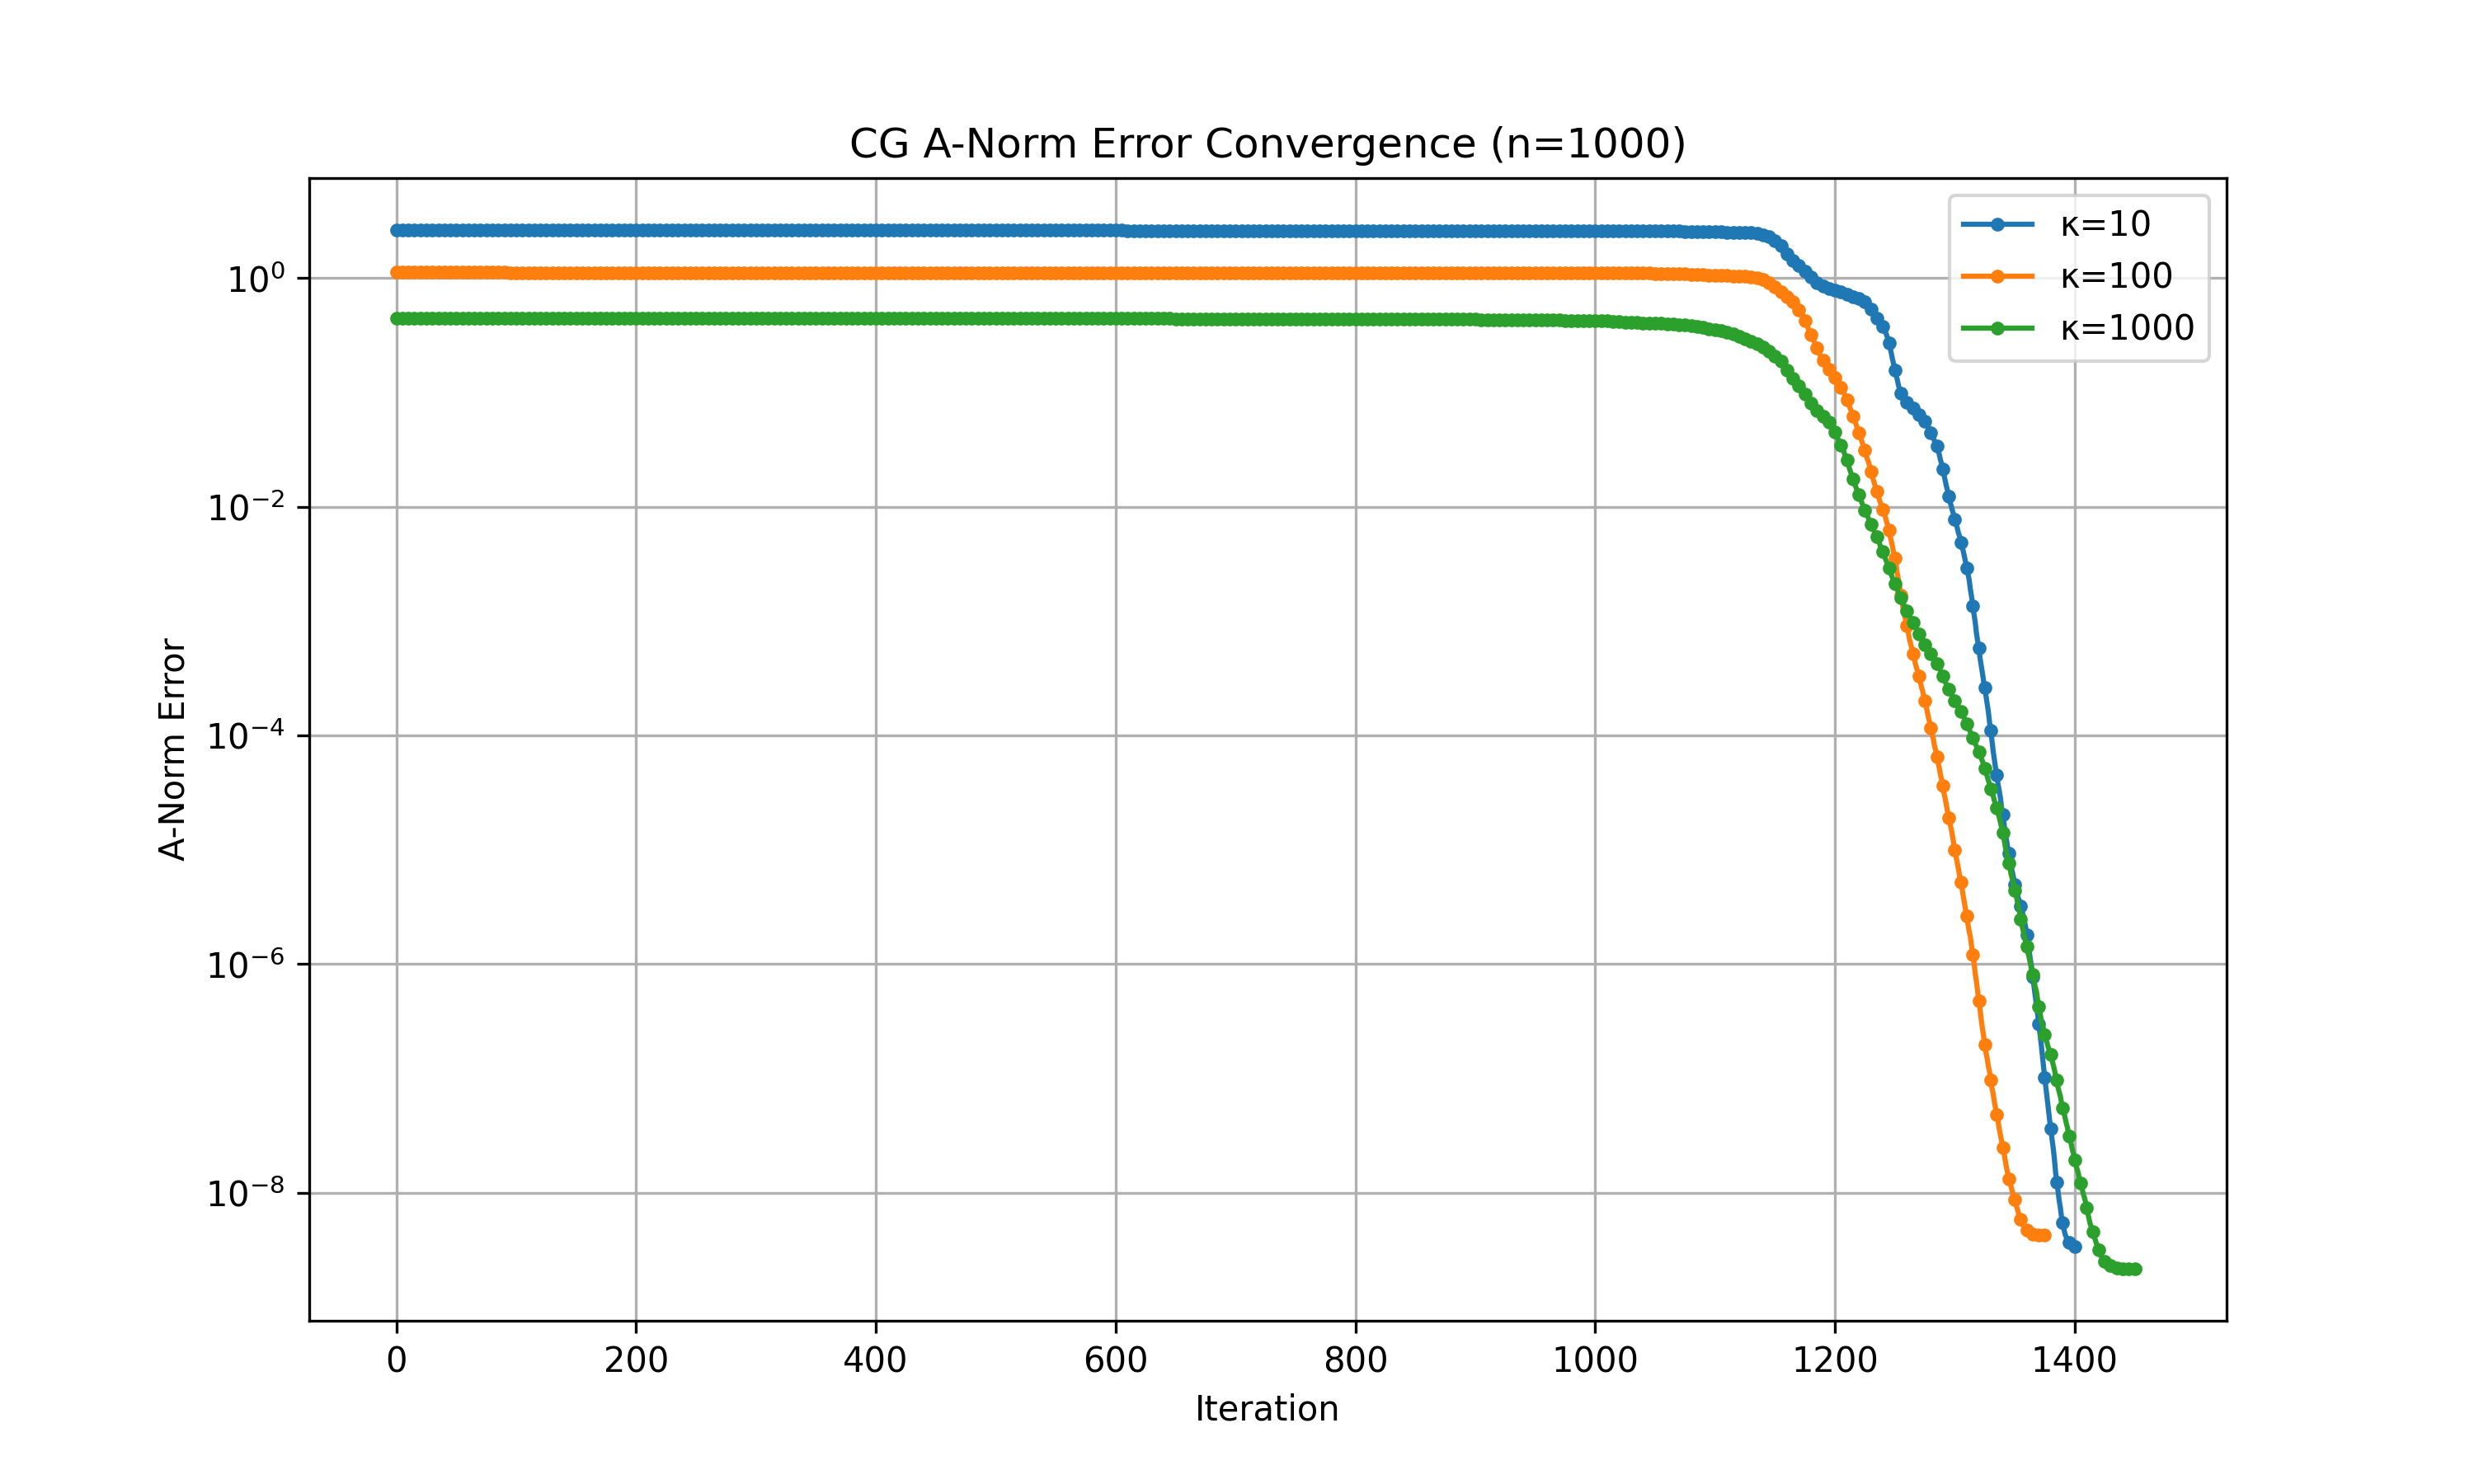 CG A-Norm Error Convergence (n=1000)
κ=10
κ=100
κ=1000
A-Norm Error
10⁰
10⁻²
10⁻⁴
10⁻⁶
10⁻⁸
0 200 400 600 800 1000 1200 1400
Iteration